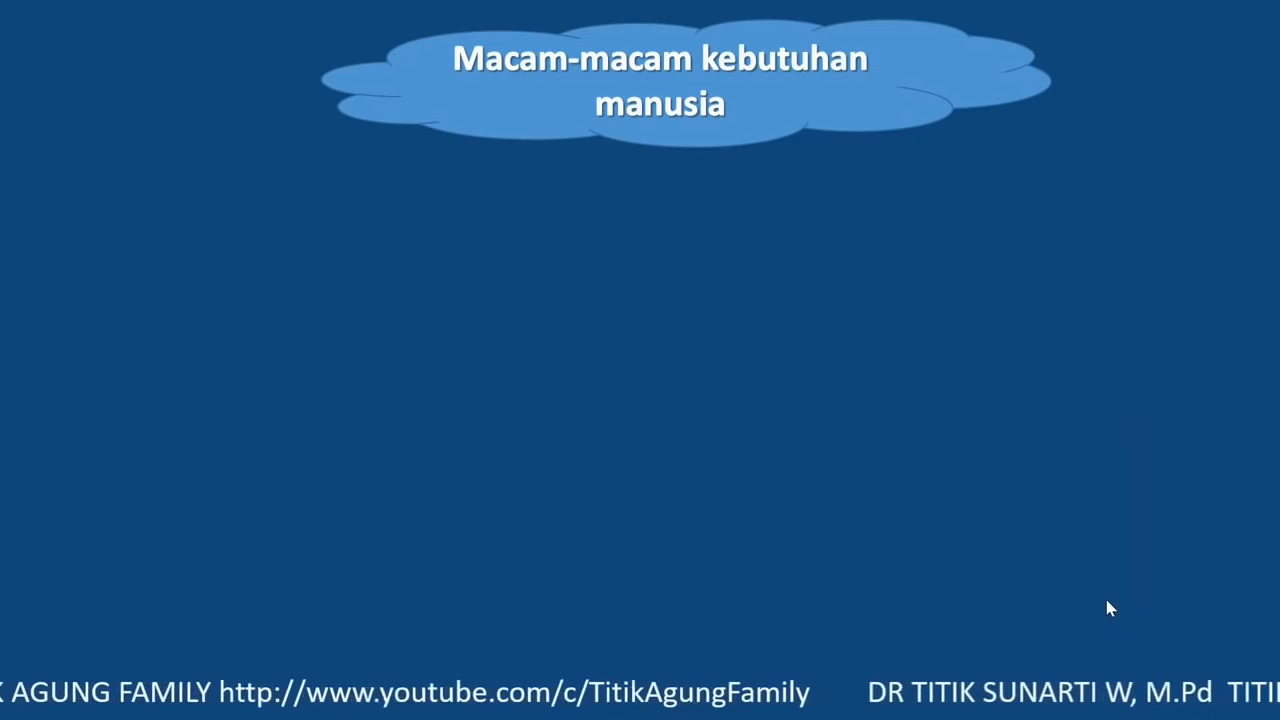 Macam-macam kebutuhan
manusia
AGUNG FAMILY http://www.youtube.com/c/TitikAgungFamily DR TITIK SUNARTI W, M.Pd